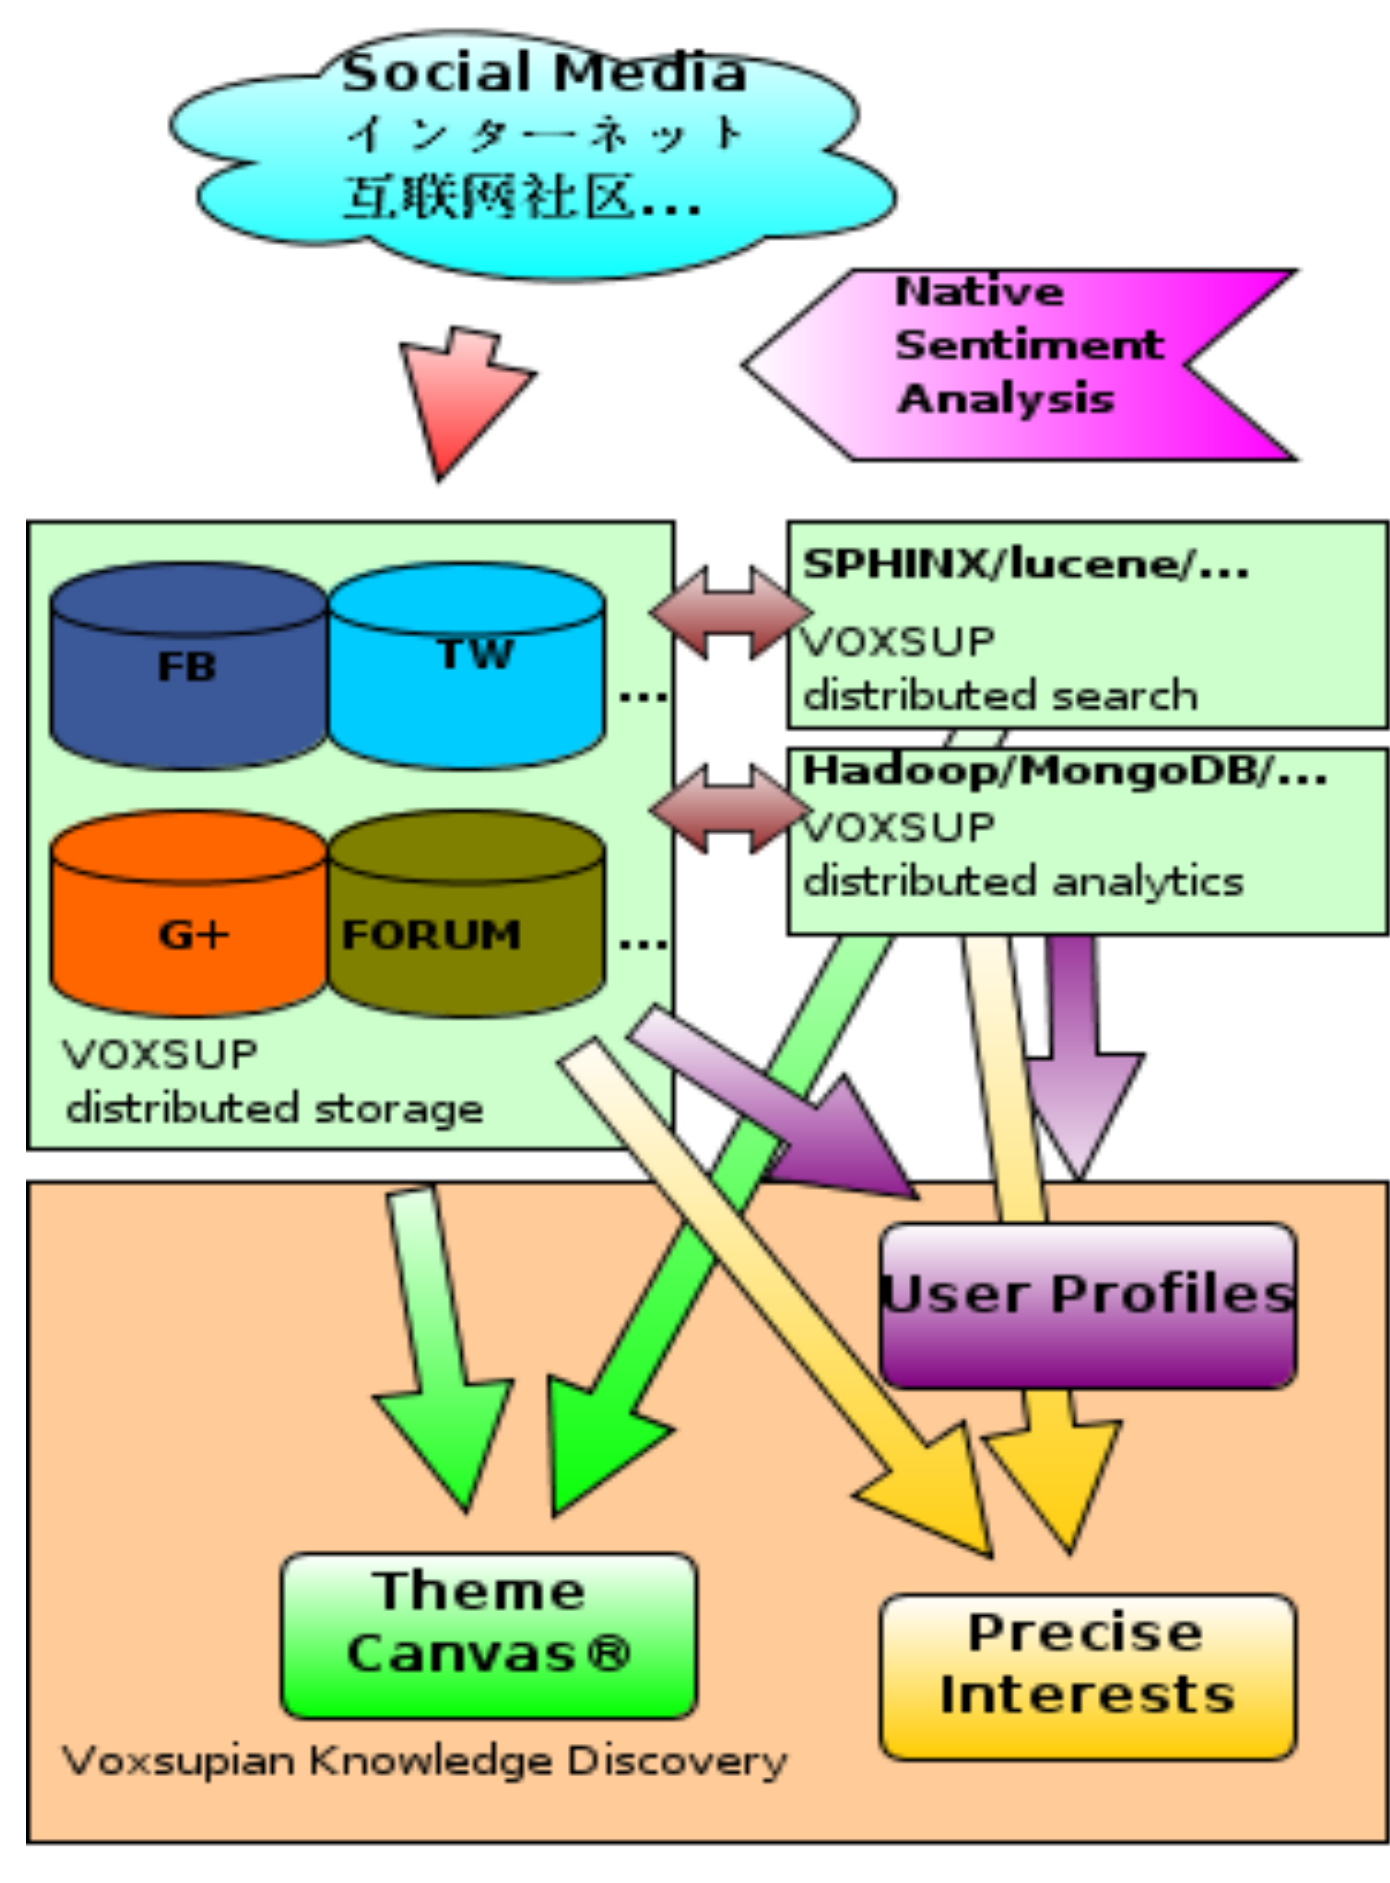 Social Media
インターネット
互联网社区...
Native
Sentiment
Analysis
FB
TW
...
G+
FORUM
...
VOXSUP
distributed storage
SPHINX/lucene/...
VOXSUP
distributed search
Hadoop/MongoDB/...
VOXSUP
distributed analytics
User Profiles
Theme
Canvas®
Precise
Interests
Voxsupian Knowledge Discovery